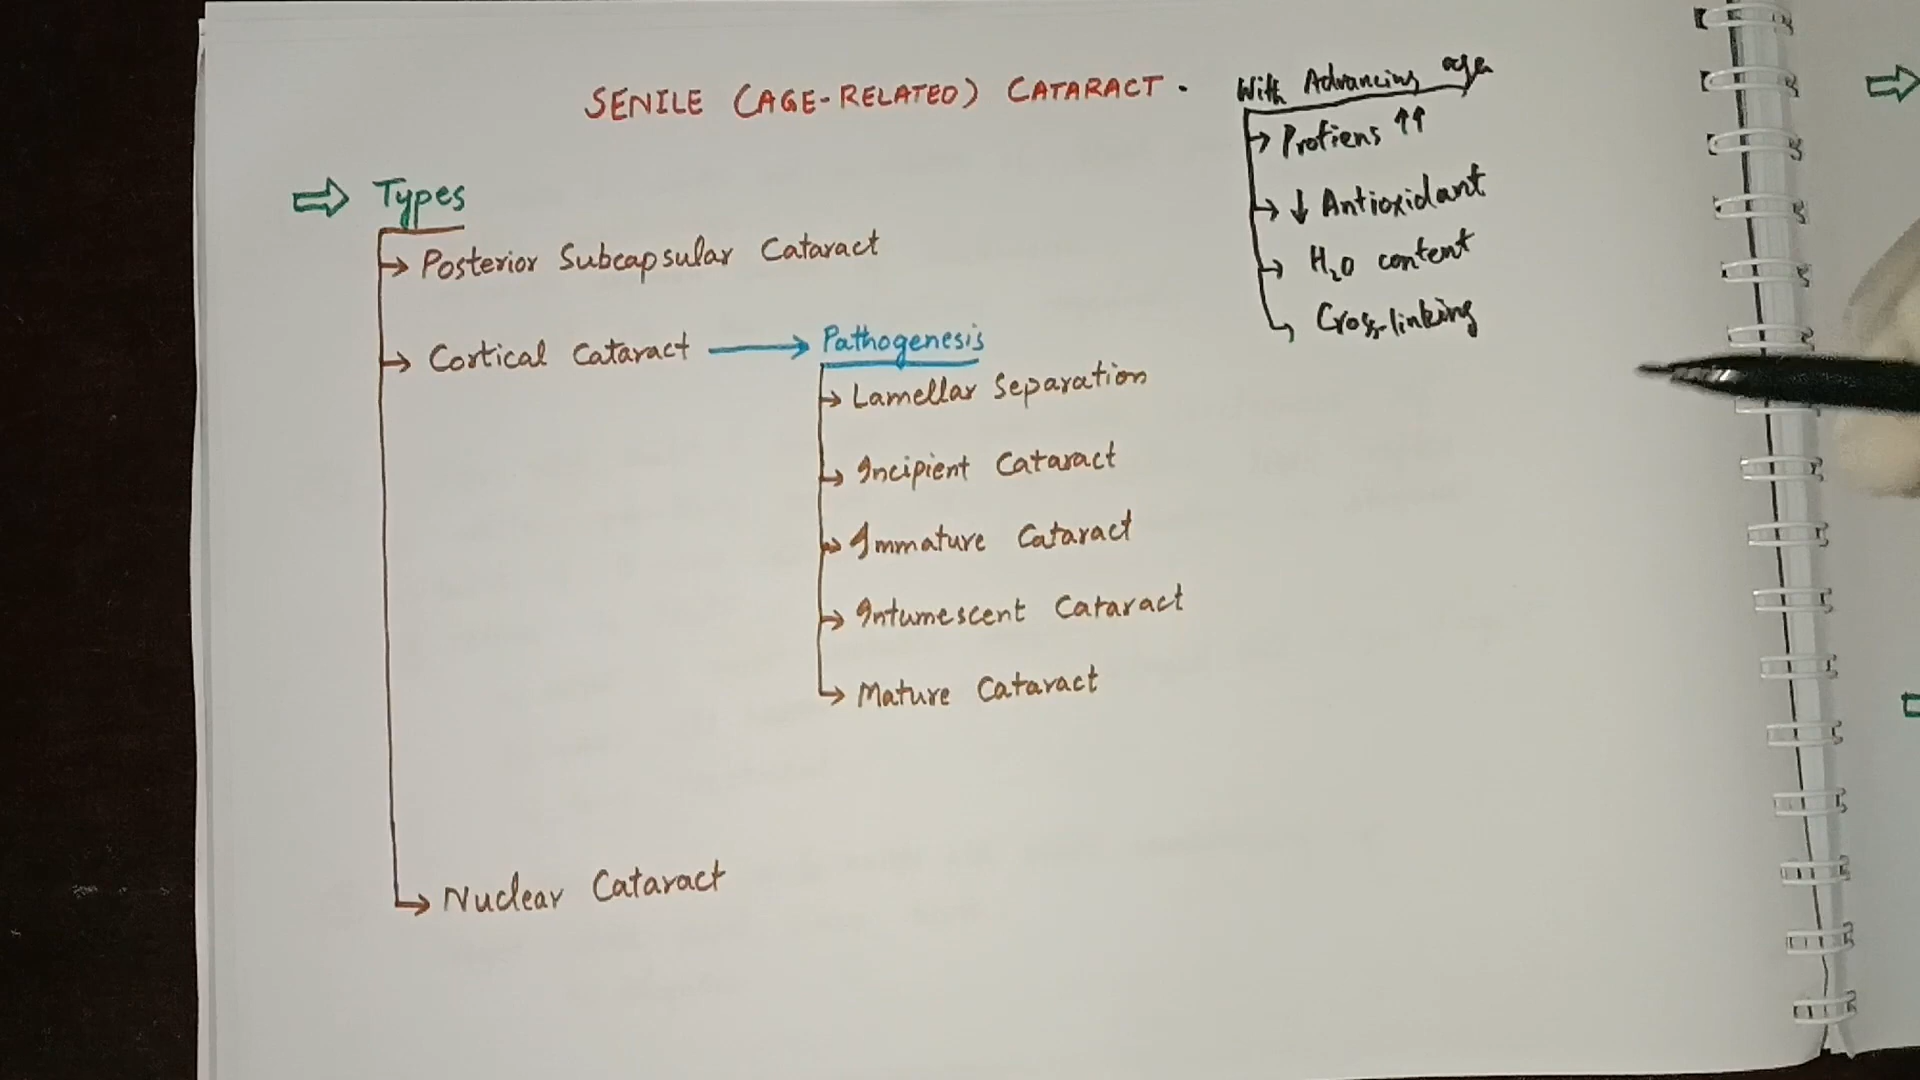 SENILE (AGE-RELATED) CATARACT.
With Advancing age
Protiens ↑↑
↓ Antioxidant
H₂O content
Cross-linking
⇒ Types
→ Posterior Subcapsular Cataract
→ Cortical Cataract → Pathogenesis
→ Lamellar Separation
→ Incipient Cataract
→ Immature Cataract
→ Intumescent Cataract
→ Mature Cataract
→ Nuclear Cataract